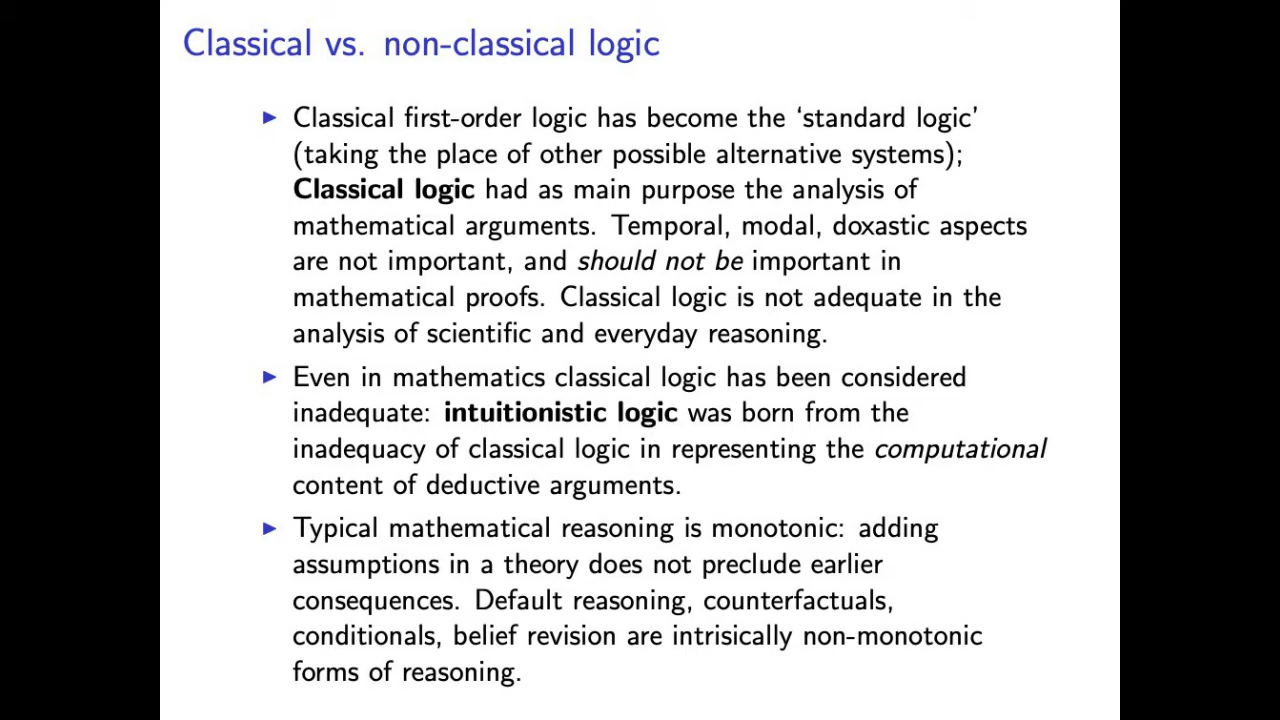 Classical vs. non-classical logic
▶ Classical first-order logic has become the ‘standard logic’
(taking the place of other possible alternative systems);
Classical logic had as main purpose the analysis of
mathematical arguments. Temporal, modal, doxastic aspects
are not important, and should not be important in
mathematical proofs. Classical logic is not adequate in the
analysis of scientific and everyday reasoning.
▶ Even in mathematics classical logic has been considered
inadequate: intuitionistic logic was born from the
inadequacy of classical logic in representing the computational
content of deductive arguments.
▶ Typical mathematical reasoning is monotonic: adding
assumptions in a theory does not preclude earlier
consequences. Default reasoning, counterfactuals,
conditionals, belief revision are intrisically non-monotonic
forms of reasoning.